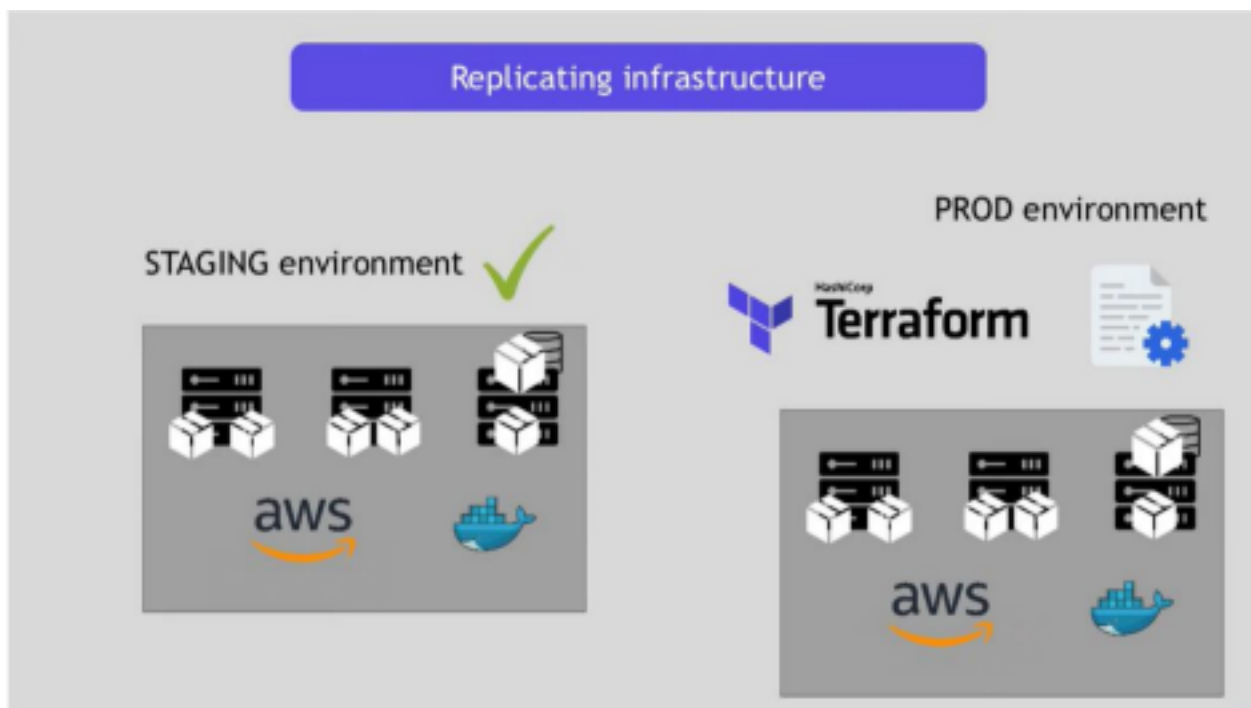 Replicating infrastructure
PROD environment
STAGING environment
HashiCorp
Terraform
aws
aws